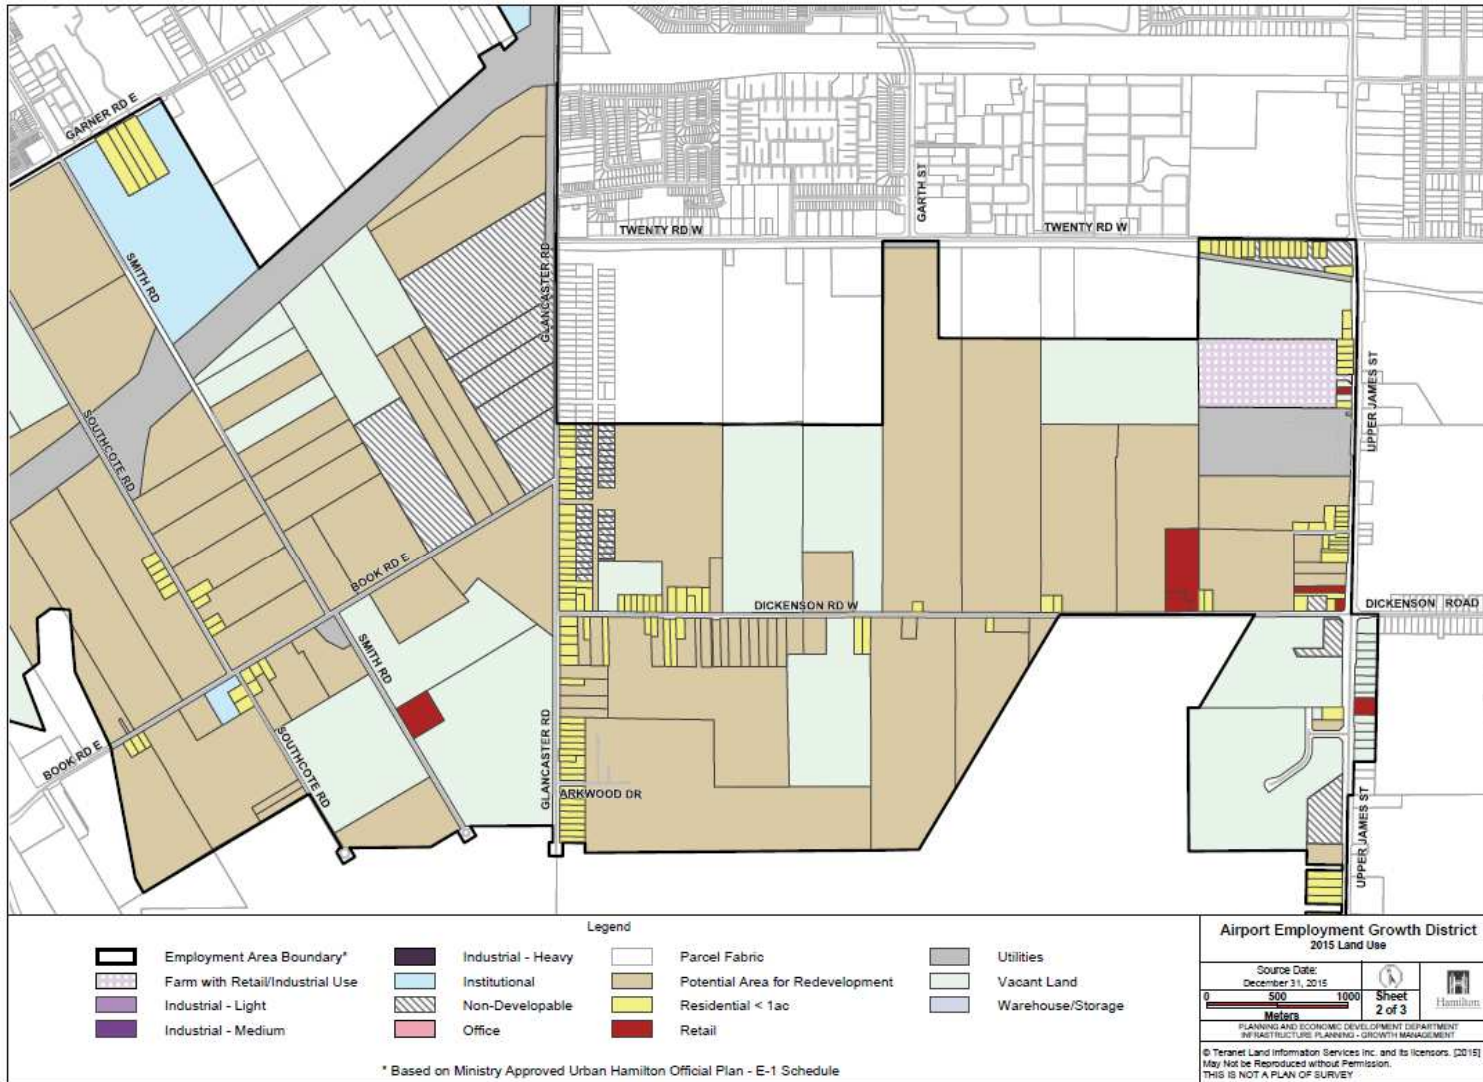 GARNER RD E
SMITH RD
GLANCASTER RD
TWENTY RD W
GARTH ST
TWENTY RD W
UPPER JAMES ST
SOUTHCOTE RD
BOOK RD E
DICKENSON RD W
DICKENSON ROAD
SMITH RD
SOUTHCOTE RD
BOOK RD E
GLANCASTER RD
ARKWOOD DR
UPPER JAMES ST
Legend
Employment Area Boundary*
Farm with Retail/Industrial Use
Industrial - Light
Industrial - Medium
Industrial - Heavy
Institutional
Non-Developable
Office
Parcel Fabric
Potential Area for Redevelopment
Residential < 1ac
Retail
Utilities
Vacant Land
Warehouse/Storage
* Based on Ministry Approved Urban Hamilton Official Plan - E-1 Schedule
Airport Employment Growth District
2015 Land Use
Source Date:
December 31, 2015
0 500 1000
Meters
Sheet
2 of 3
Hamilton
PLANNING AND ECONOMIC DEVELOPMENT DEPARTMENT
INFRASTRUCTURE PLANNING - GROWTH MANAGEMENT
© Teranet Land Information Services Inc. and its licensors. [2015]
May Not be Reproduced without Permission.
THIS IS NOT A PLAN OF SURVEY